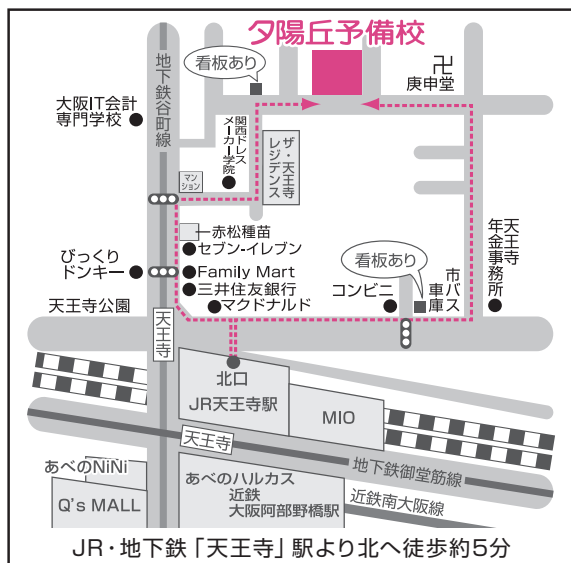 夕陽丘予備校
看板あり
卍
庚申堂
地下鉄谷町線
大阪IT会計
専門学校
関西ドレス
メーカー学院
ザ・天王寺
レジデンス
マン
ション
赤松種苗
セブン-イレブン
びっくり
ドンキー
Family Mart
三井住友銀行
マクドナルド
看板あり
コンビニ
市バス
車庫
天王寺
年金事務所
天王寺公園
天王寺
北口
JR天王寺駅
MIO
天王寺
地下鉄御堂筋線
近鉄南大阪線
あべのNiNi
Q's MALL
あべのハルカス
近鉄
大阪阿部野橋駅
JR・地下鉄「天王寺」駅より北へ徒歩約5分